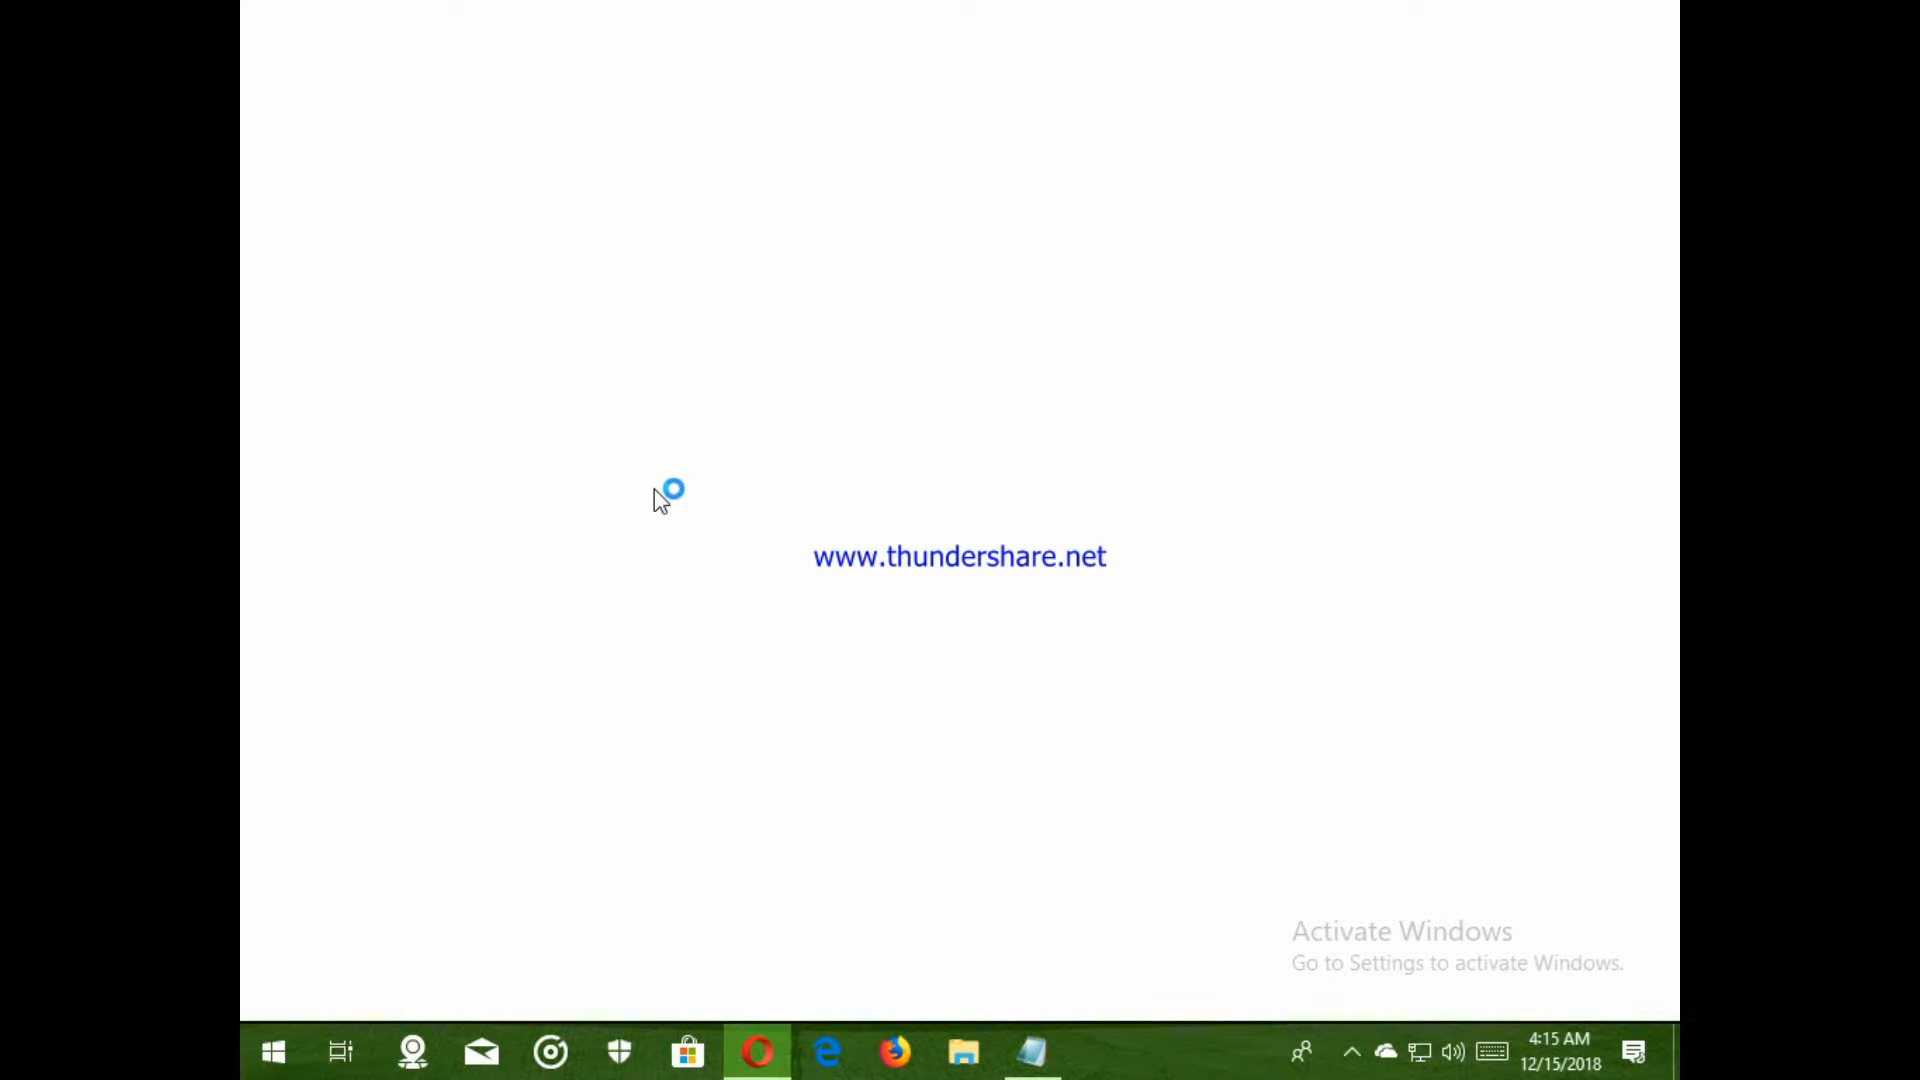 www.thundershare.net
Activate Windows
Go to Settings to activate Windows.
4:15 AM
12/15/2018